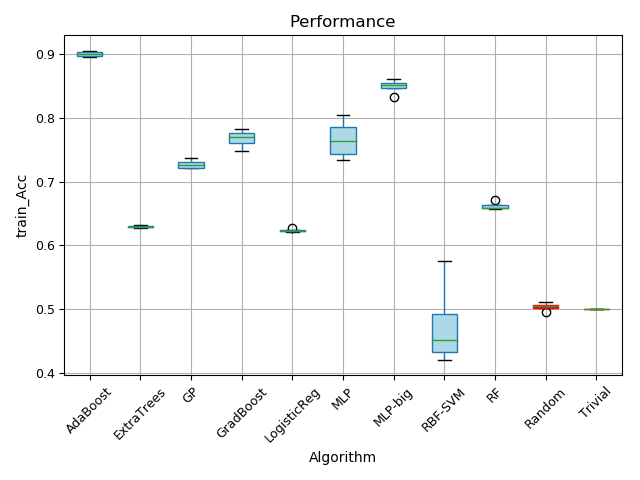 Performance
train_Acc
0.9
0.8
0.7
0.6
0.5
0.4
AdaBoost
ExtraTrees
GP
GradBoost
LogisticReg
MLP
MLP-big
RBF-SVM
RF
Random
Trivial
Algorithm